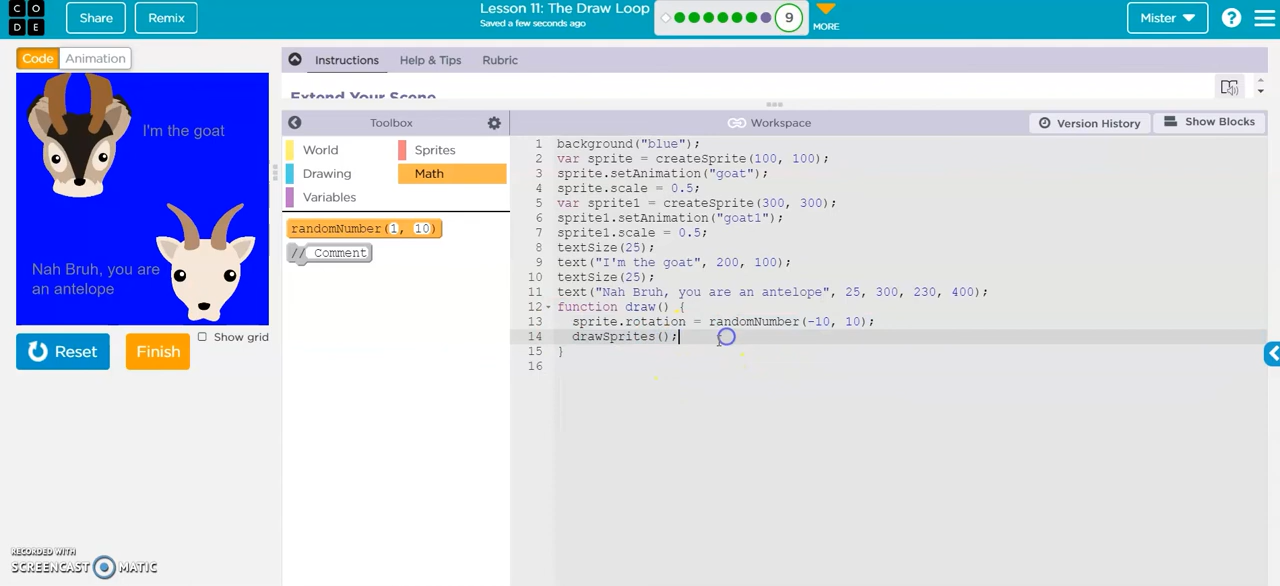 CO
DE
Share
Remix
Lesson 11: The Draw Loop
Saved a few seconds ago
9
MORE
Mister
?
Code
Animation
I'm the goat
Nah Bruh, you are
an antelope
Reset
Finish
Show grid
Instructions
Help & Tips
Rubric
Extend Your Scene
Toolbox
Workspace
Version History
Show Blocks
World
Sprites
Drawing
Math
Variables
randomNumber(1, 10)
// Comment
1 background("blue");
2 var sprite = createSprite(100, 100);
3 sprite.setAnimation("goat");
4 sprite.scale = 0.5;
5 var sprite1 = createSprite(300, 300);
6 sprite1.setAnimation("goat1");
7 sprite1.scale = 0.5;
8 textSize(25);
9 text("I'm the goat", 200, 100);
10 textSize(25);
11 text("Nah Bruh, you are an antelope", 25, 300, 230, 400);
12 function draw() {
13 sprite.rotation = randomNumber(-10, 10);
14 drawSprites();
15 }
16
RECORDED WITH
SCREENCAST MATIC